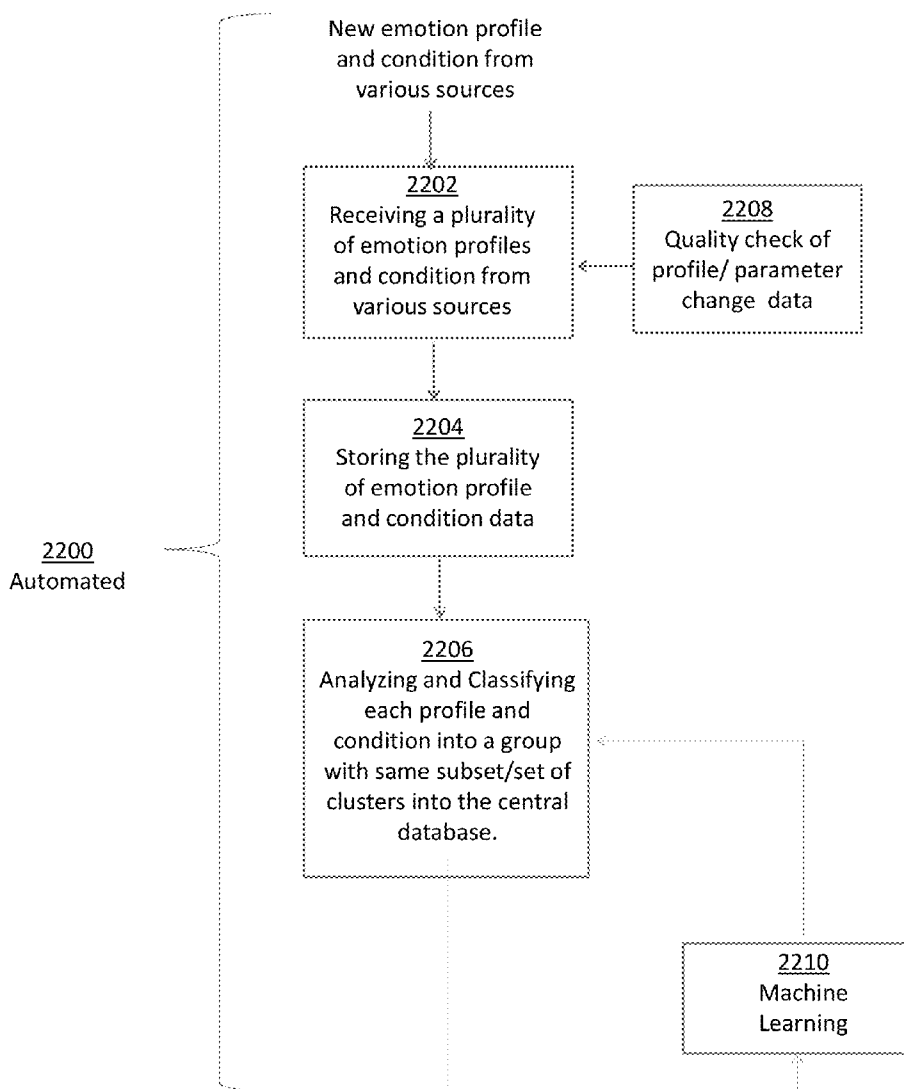 New emotion profile
and condition from
various sources
2202
Receiving a plurality
of emotion profiles
and condition from
various sources
2208
Quality check of
profile/ parameter
change data
2204
Storing the plurality
of emotion profile
and condition data
2200
Automated
2206
Analyzing and Classifying
each profile and
condition into a group
with same subset/set of
clusters into the central
database.
2210
Machine
Learning